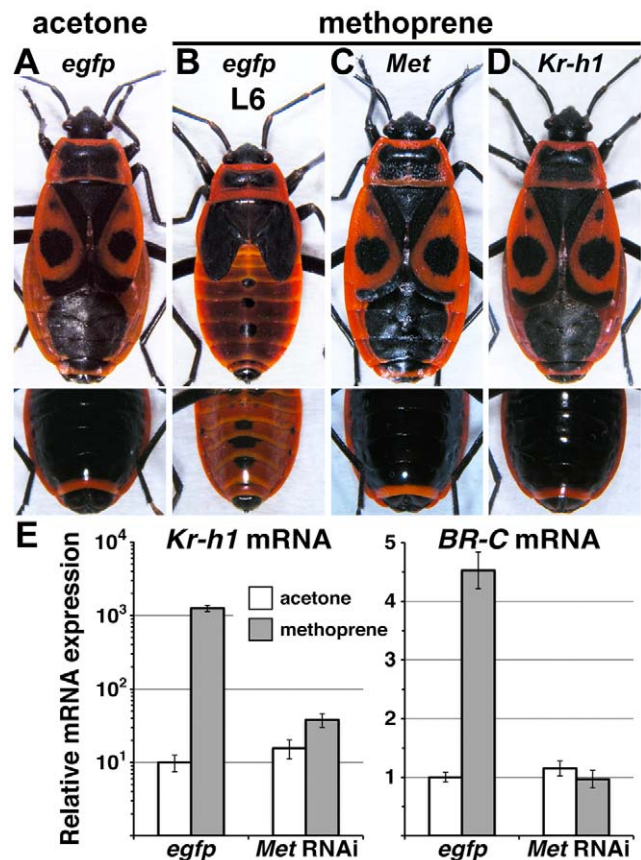 acetone methoprene
A egfp B egfp C Met D Kr-h1
L6
E Kr-h1 mRNA BR-C mRNA
Relative mRNA expression
10⁴
10³
10²
10¹
acetone
methoprene
egfp Met RNAi
5
4
3
2
1
egfp Met RNAi